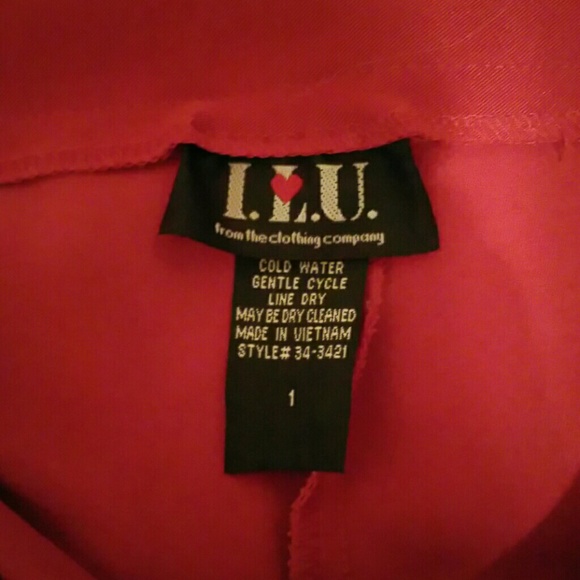 I.L.U.
from the clothing company
COLD WATER
GENTLE CYCLE
LINE DRY
MAY BE DRY CLEANED
MADE IN VIETNAM
STYLE# 34-3421
1